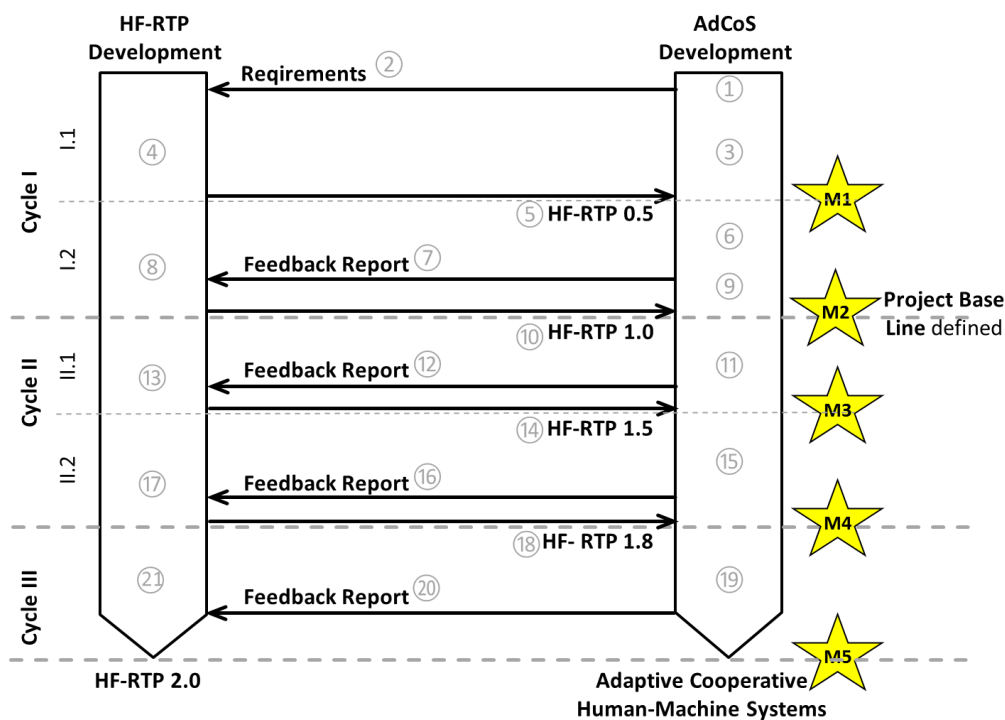 HF-RTP
Development
AdCoS
Development
Reqirements ②
①
I.1
④
③
Cycle I
M1
⑤ HF-RTP 0.5
⑥
I.2
Feedback Report ⑦
⑧
⑨
M2
Project Base
Line defined
⑩ HF-RTP 1.0
II.1
Feedback Report ⑫
⑪
⑬
Cycle II
M3
⑭ HF-RTP 1.5
⑮
II.2
Feedback Report ⑯
⑰
M4
⑱ HF- RTP 1.8
Cycle III
㉑
⑲
Feedback Report ⑳
M5
HF-RTP 2.0
Adaptive Cooperative
Human-Machine Systems